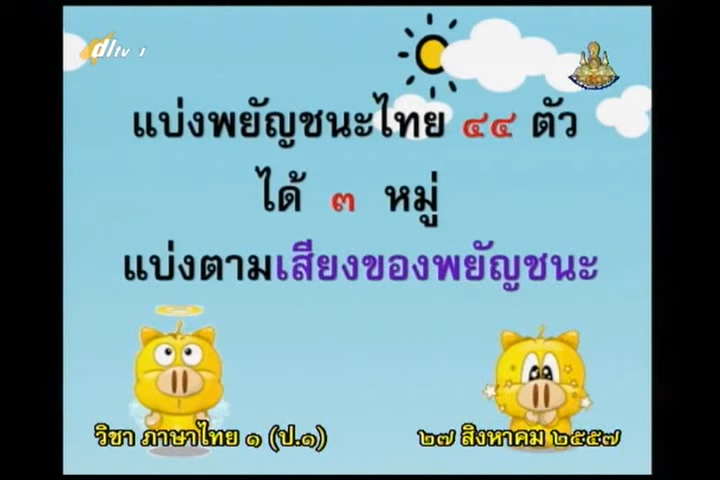 dltv 1
แบ่งพยัญชนะไทย ๔๔ ตัว
ได้ ๓ หมู่
แบ่งตามเสียงของพยัญชนะ
วิชา ภาษาไทย ๑ (ป.๑)
๒๗ สิงหาคม ๒๕๕๗